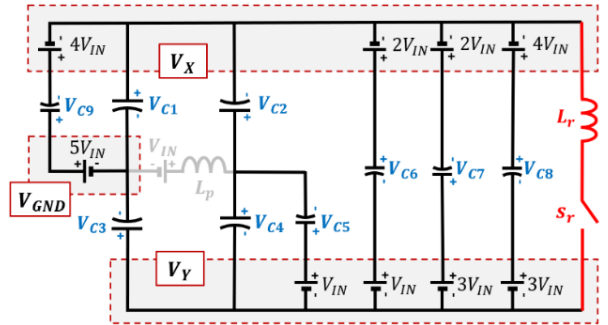 4V_IN 2V_IN 2V_IN 4V_IN
V_X
V_C9 V_C1 V_C2 L_r
5V_IN V_IN
L_p V_C6 V_C7 V_C8
V_GND
V_C3 V_C4 V_C5 s_r
V_Y
V_IN V_IN 3V_IN 3V_IN